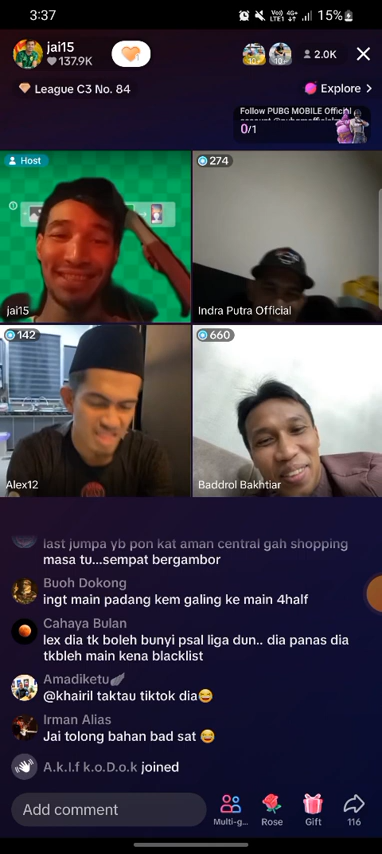 3:37
Vo) 4G+
LTE1
15%
jai15
137.9K
2.0K
League C3 No. 84
Explore >
Follow PUBG MOBILE Official
0/1
Host
274
jai15
Indra Putra Official
142
660
Alex12
Baddrol Bakhtiar
last jumpa yb pon kat aman central gah shopping
masa tu...sempat bergambor
Buoh Dokong
ingt main padang kem galing ke main 4half
Cahaya Bulan
lex dia tk boleh bunyi psal liga dun.. dia panas dia
tkbleh main kena blacklist
Amadiketu
@khairil taktau tiktok dia😂
Irman Alias
Jai tolong bahan bad sat 😂
A.k.I.f k.O.D.o.k joined
Add comment
Multi-g...
Rose
Gift
116